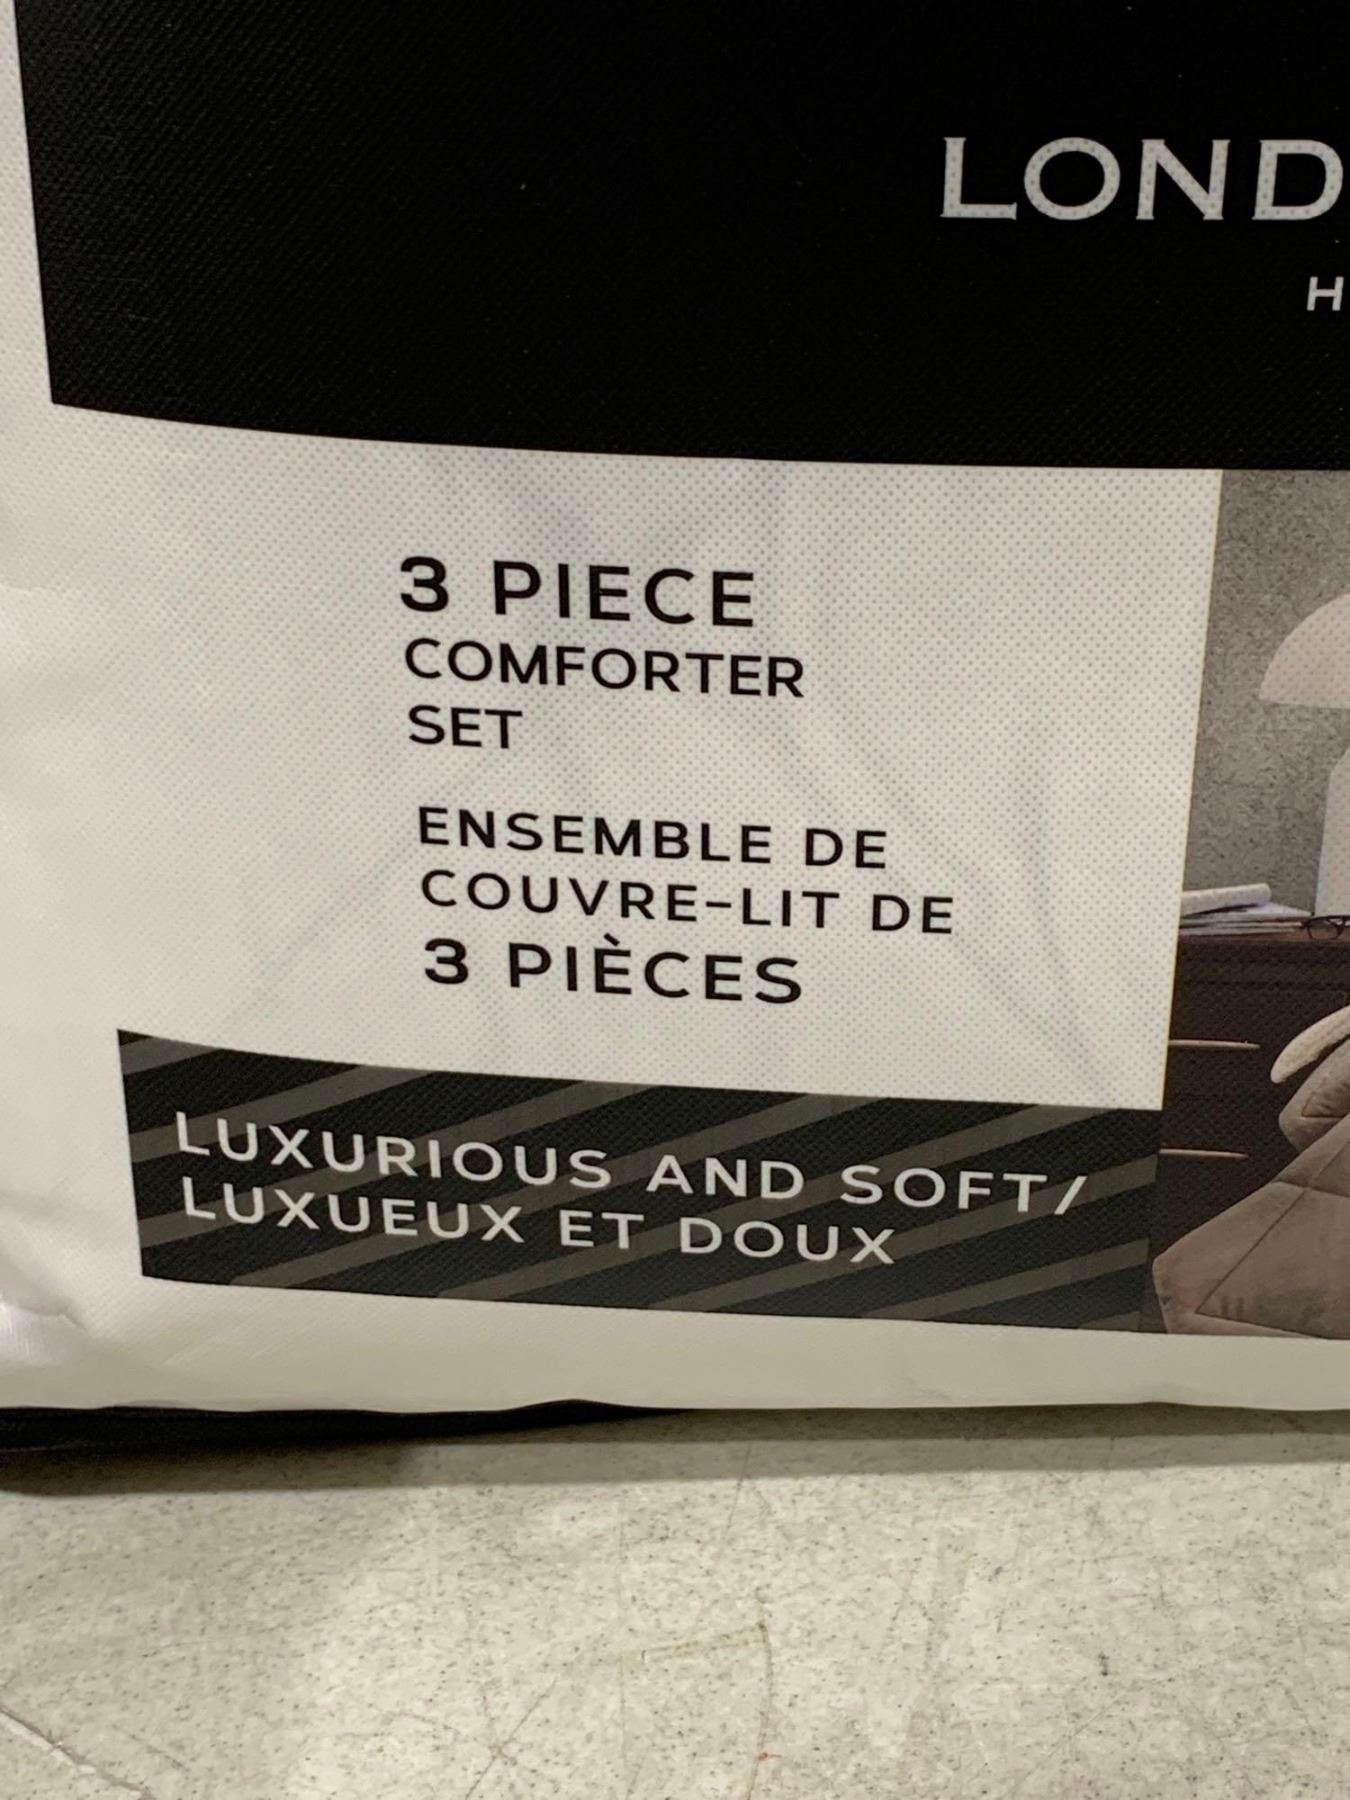 LOND
H
3 PIECE
COMFORTER
SET
ENSEMBLE DE
COUVRE-LIT DE
3 PIÈCES
LUXURIOUS AND SOFT/
LUXUEUX ET DOUX